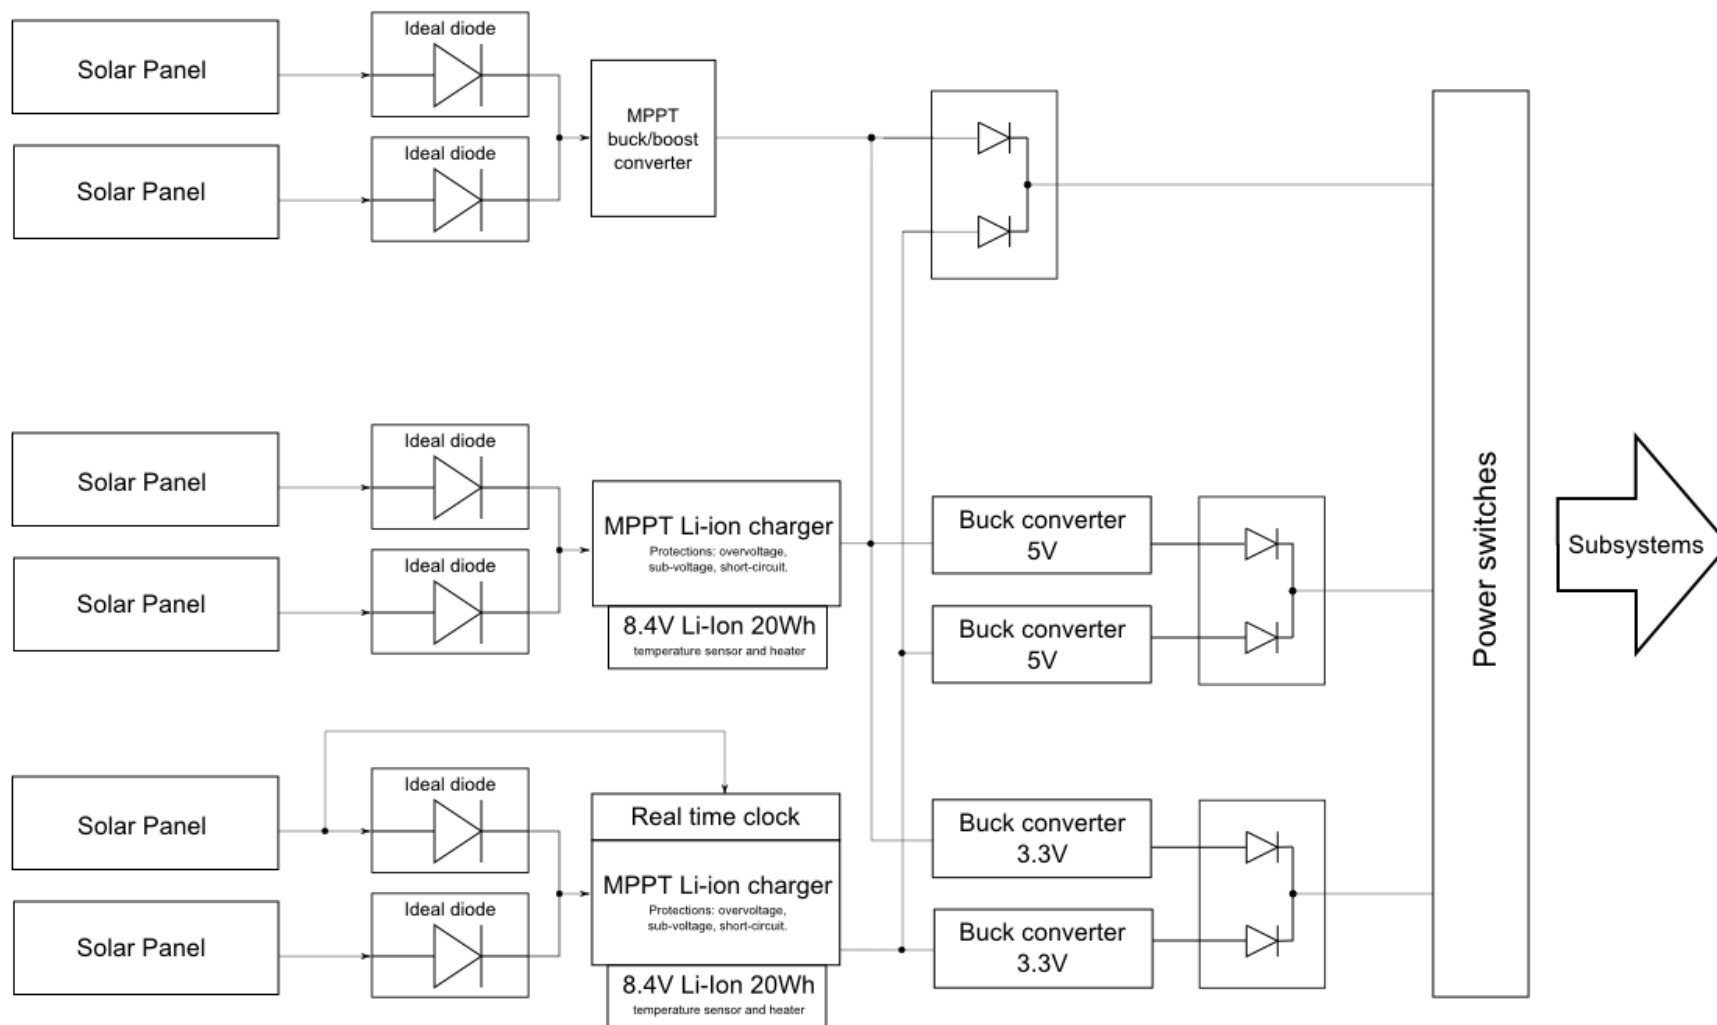 Ideal diode
Solar Panel
MPPT
buck/boost
converter
Ideal diode
Solar Panel
Ideal diode
Solar Panel
MPPT Li-ion charger
Protections: overvoltage,
sub-voltage, short-circuit.
Ideal diode
Solar Panel
8.4V Li-Ion 20Wh
temperature sensor and heater
Ideal diode
Solar Panel
Real time clock
MPPT Li-ion charger
Protections: overvoltage,
sub-voltage, short-circuit.
Ideal diode
Solar Panel
8.4V Li-Ion 20Wh
temperature sensor and heater
Buck converter
5V
Buck converter
5V
Buck converter
3.3V
Buck converter
3.3V
Power switches
Subsystems